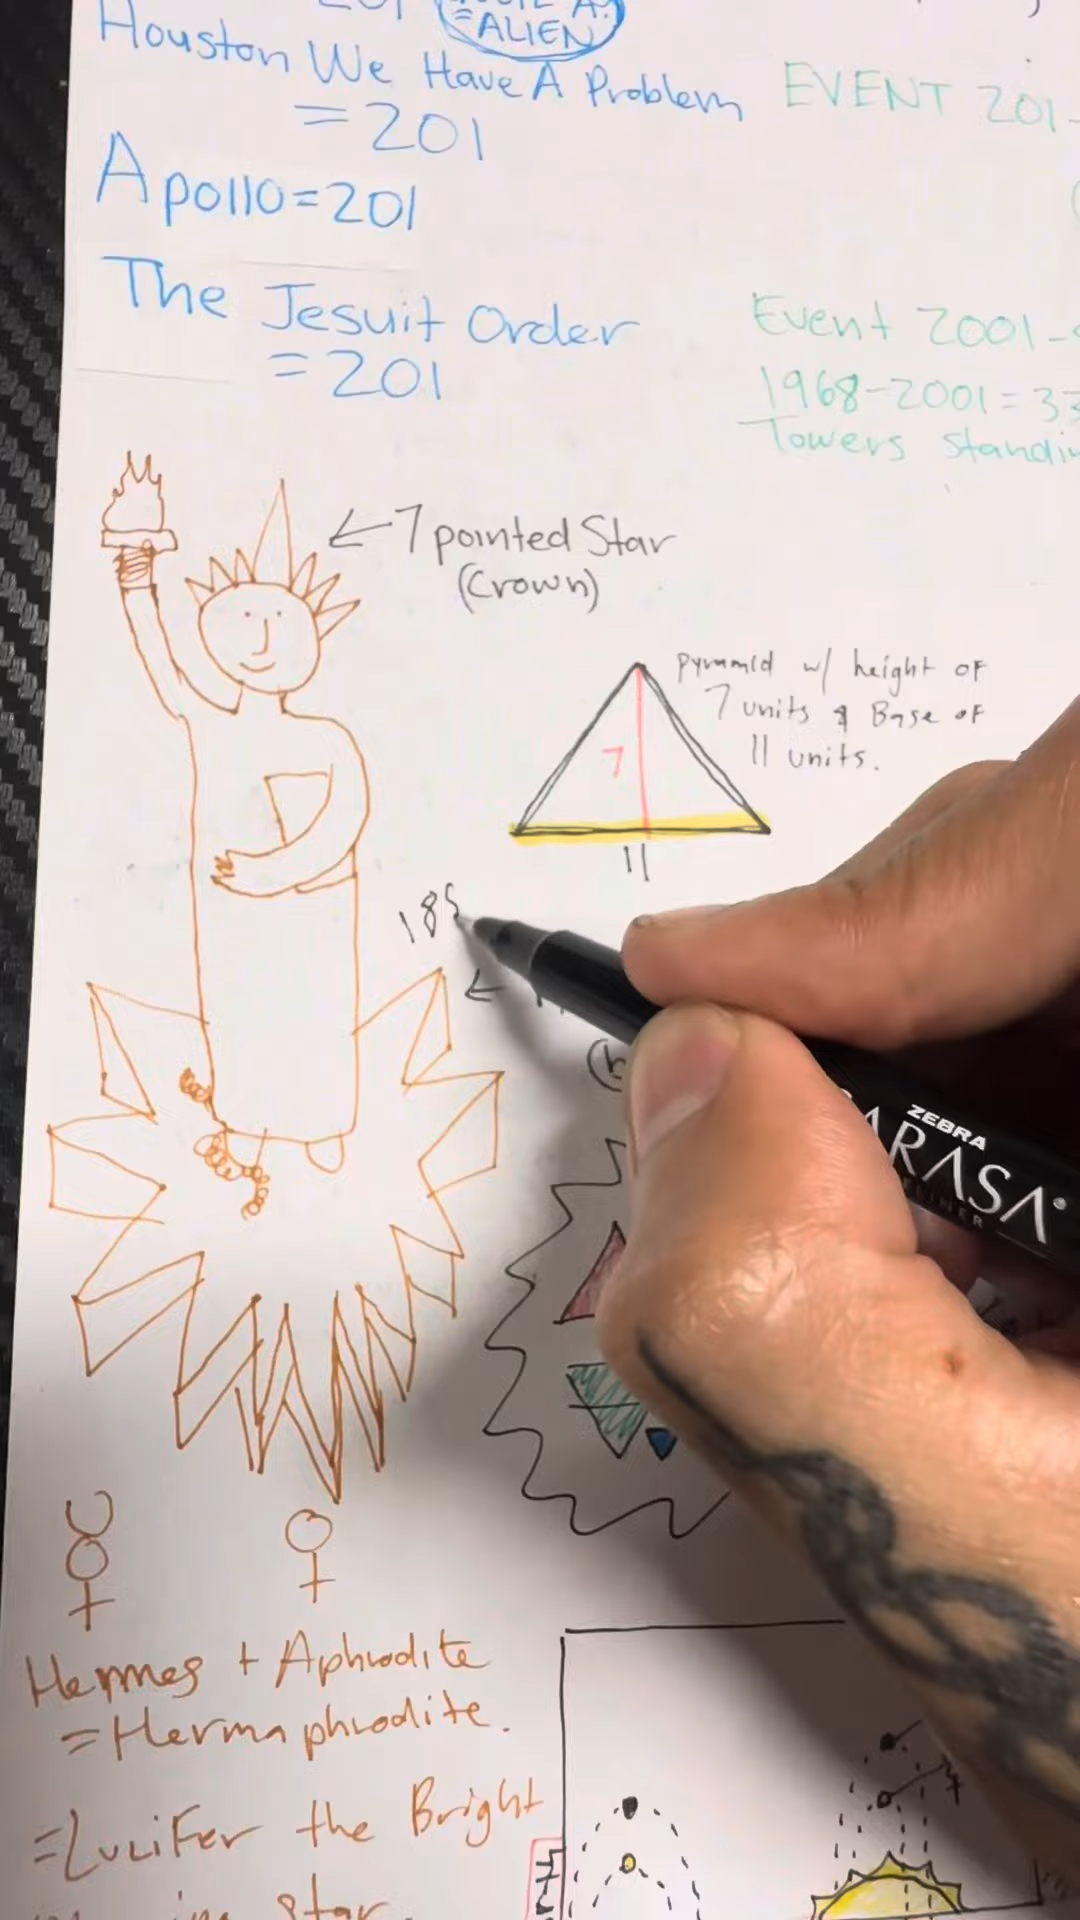 =ALIEN
Houston We Have A Problem
=201
EVENT 201-
Apollo=201
The Jesuit Order
=201
Event 2001-
1968-2001=33
Towers
←7 pointed Star
(Crown)
pyramid w/ height of
7 units & Base of
11 units.
7
11
185
←
ZEBRA
SARASA
Hermes + Aphrodite
=Hermaphrodite.
=Lucifer the Bright
star.